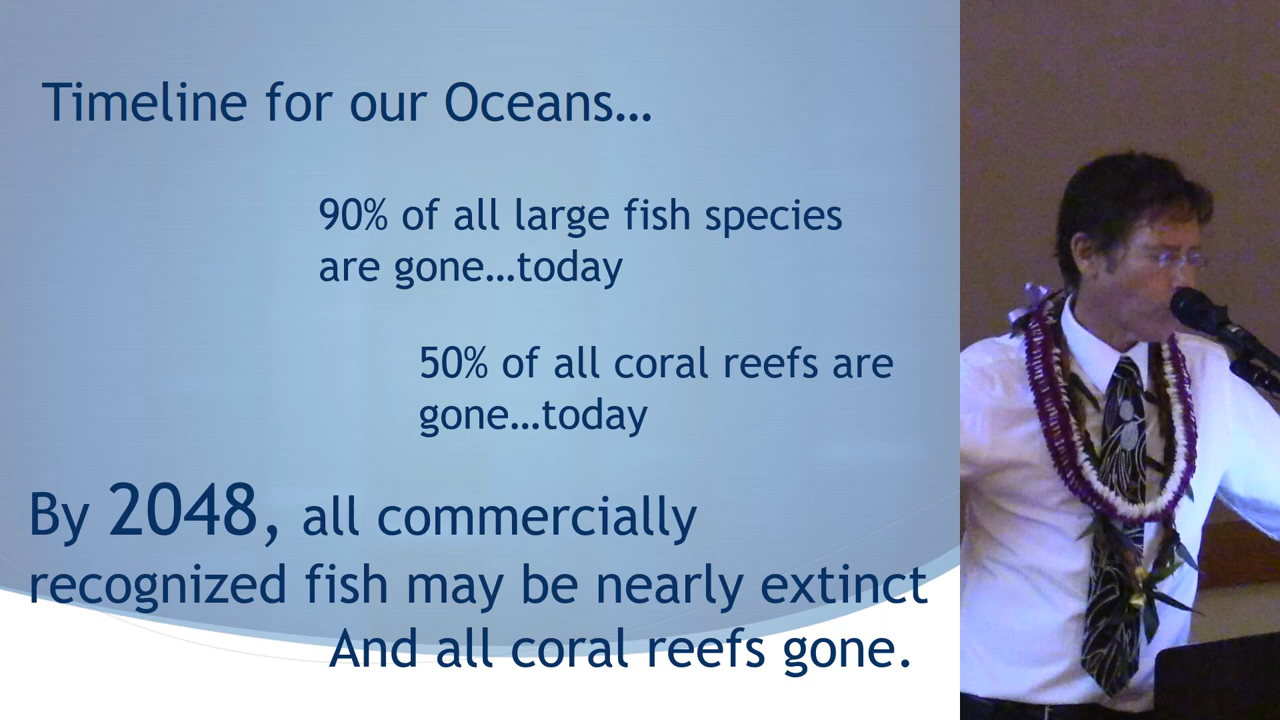 Timeline for our Oceans…
90% of all large fish species
are gone…today
50% of all coral reefs are
gone…today
By 2048, all commercially
recognized fish may be nearly extinct
And all coral reefs gone.